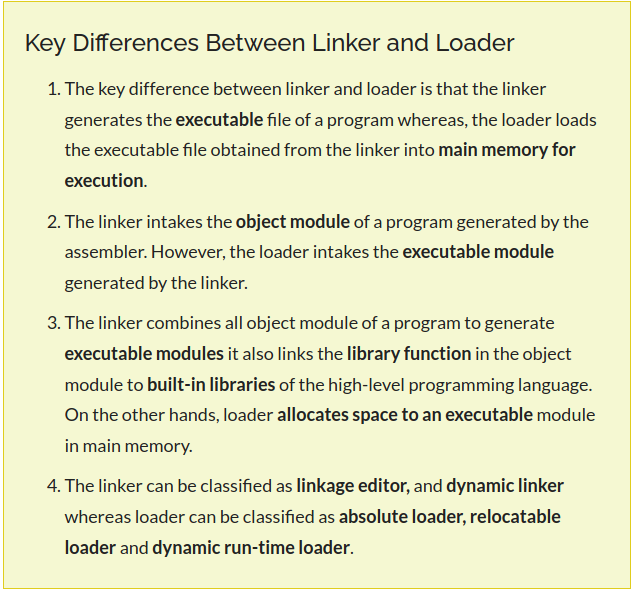 Key Differences Between Linker and Loader
1. The key difference between linker and loader is that the linker
generates the executable file of a program whereas, the loader loads
the executable file obtained from the linker into main memory for
execution.
2. The linker intakes the object module of a program generated by the
assembler. However, the loader intakes the executable module
generated by the linker.
3. The linker combines all object module of a program to generate
executable modules it also links the library function in the object
module to built-in libraries of the high-level programming language.
On the other hands, loader allocates space to an executable module
in main memory.
4. The linker can be classified as linkage editor, and dynamic linker
whereas loader can be classified as absolute loader, relocatable
loader and dynamic run-time loader.